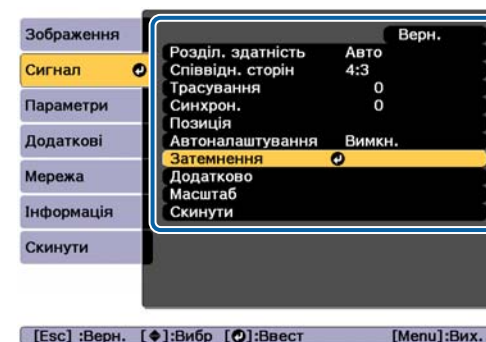 Зображення
Сигнал
Параметри
Додаткові
Мережа
Інформація
Скинути
Верн.
Розділ. здатність Авто
Співвідн. сторін 4:3
Трасування 0
Синхрон. 0
Позиція
Автоналаштування Вимкн.
Затемнення
Додатково
Масштаб
Скинути
[Esc] :Верн. [◆]:Вибр [⏎]:Ввест [Menu]:Вих.